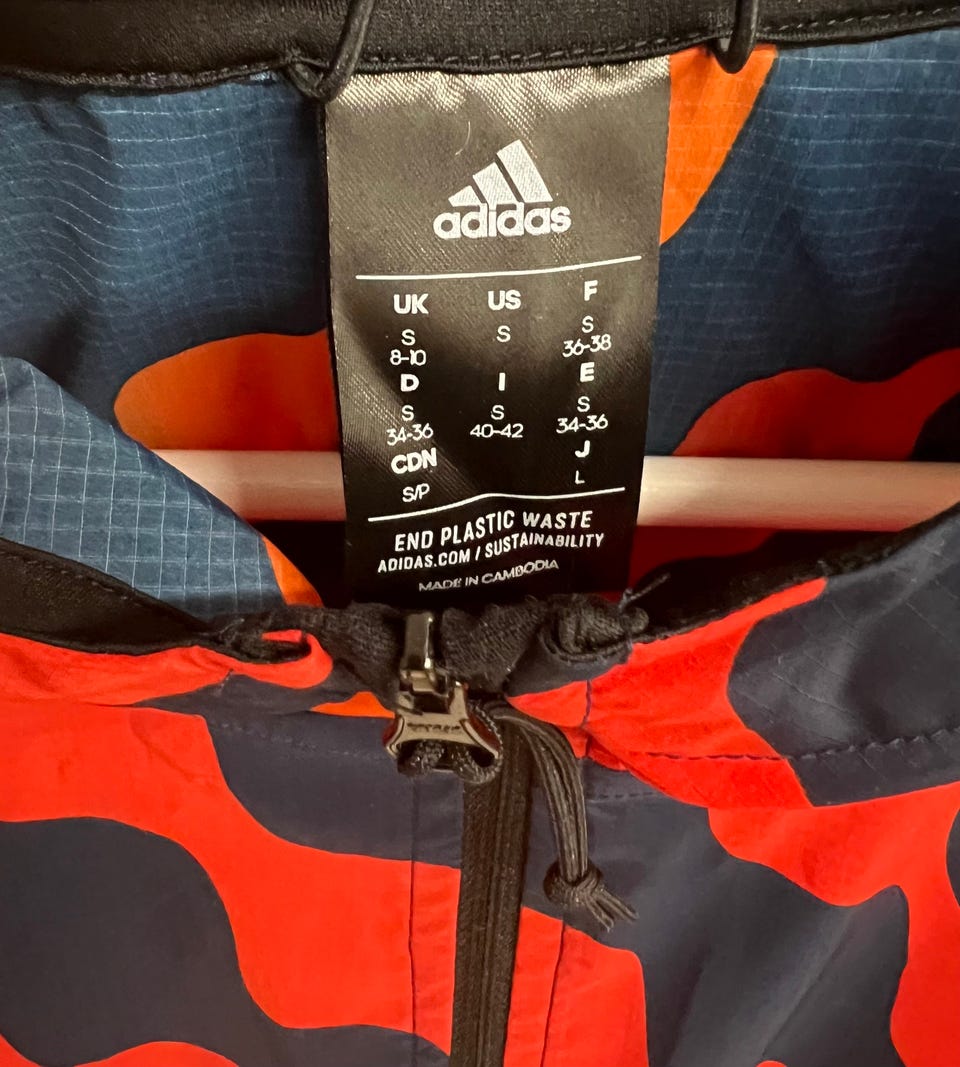 adidas
UK US F
S S S
8-10 36-38
D I E
S S S
34-36 40-42 34-36
CDN J
S/P L
END PLASTIC WASTE
ADIDAS.COM / SUSTAINABILITY
MADE IN CAMBODIA